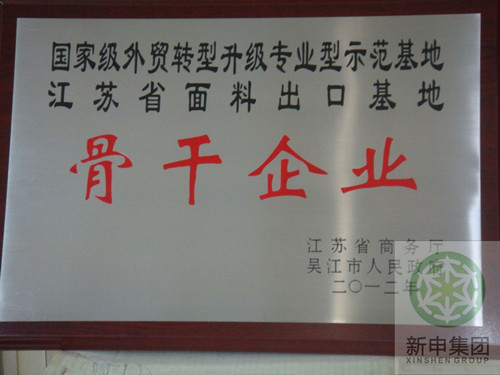 国家级外贸转型升级专业型示范基地
江苏省面料出口基地
骨干企业
江苏省商务厅
吴江市人民政府
二〇一二年
新申集团
XINSHEN GROUP